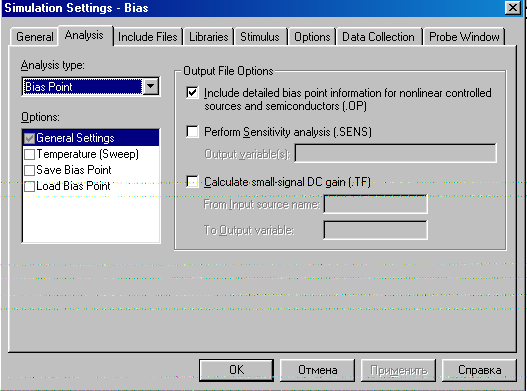 Simulation Settings - Bias
General Analysis Include Files Libraries Stimulus Options Data Collection Probe Window
Analysis type:
Bias Point
Options:
General Settings
Temperature (Sweep)
Save Bias Point
Load Bias Point
Output File Options
Include detailed bias point information for nonlinear controlled
sources and semiconductors (.OP)
Perform Sensitivity analysis (.SENS)
Output variable(s):
Calculate small-signal DC gain (.TF)
From Input source name:
To Output variable:
OK Отмена Применить Справка